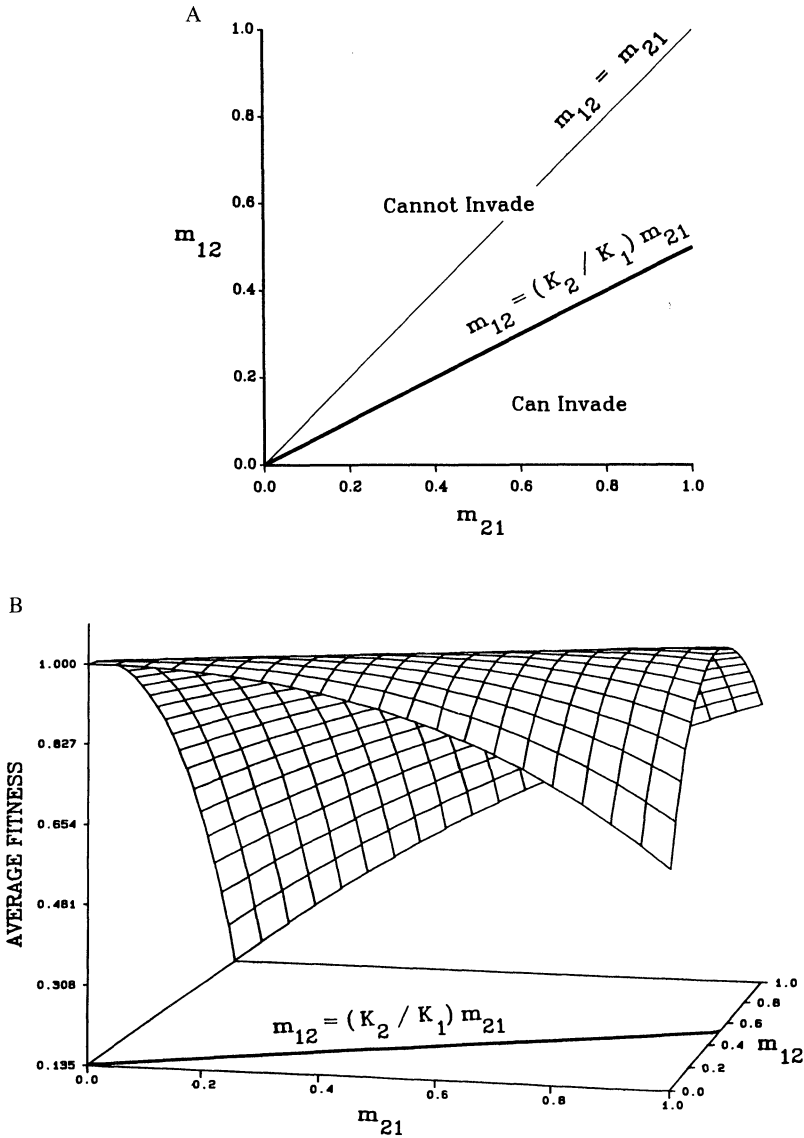 A
1.0
0.8
0.6
0.4
0.2
0.0
m12
m12 = m21
Cannot Invade
m12 = (K2 / K1) m21
Can Invade
0.0 0.2 0.4 0.6 0.8 1.0
m21
B
1.000
0.827
0.654
0.481
0.308
0.135
AVERAGE FITNESS
m12 = (K2 / K1) m21
1.0
0.8
0.6
0.4
0.2
0.0
m12
0.0 0.2 0.4 0.6 0.8 1.0
m21